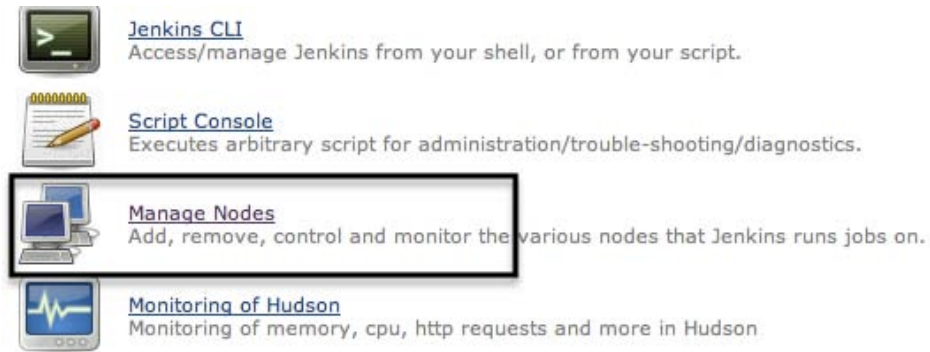 Jenkins CLI
Access/manage Jenkins from your shell, or from your script.
00000000
Script Console
Executes arbitrary script for administration/trouble-shooting/diagnostics.
Manage Nodes
Add, remove, control and monitor the various nodes that Jenkins runs jobs on.
Monitoring of Hudson
Monitoring of memory, cpu, http requests and more in Hudson